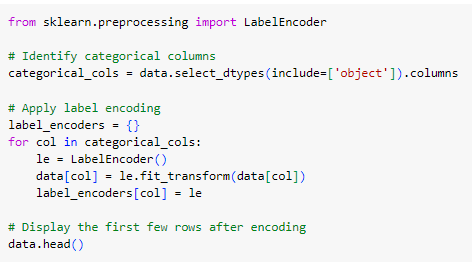 from sklearn.preprocessing import LabelEncoder
# Identify categorical columns
categorical_cols = data.select_dtypes(include=['object']).columns
# Apply label encoding
label_encoders = {}
for col in categorical_cols:
    le = LabelEncoder()
    data[col] = le.fit_transform(data[col])
    label_encoders[col] = le
# Display the first few rows after encoding
data.head()